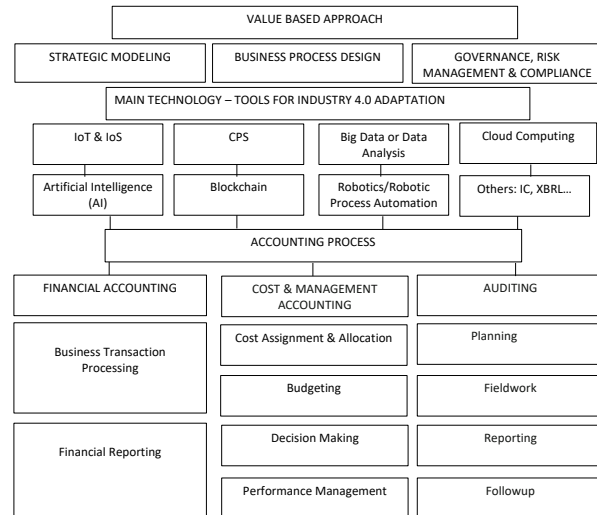 VALUE BASED APPROACH
STRATEGIC MODELING
BUSINESS PROCESS DESIGN
GOVERNANCE, RISK
MANAGEMENT & COMPLIANCE
MAIN TECHNOLOGY – TOOLS FOR INDUSTRY 4.0 ADAPTATION
IoT & IoS
CPS
Big Data or Data
Analysis
Cloud Computing
Artificial Intelligence
(AI)
Blockchain
Robotics/Robotic
Process Automation
Others: IC, XBRL...
ACCOUNTING PROCESS
FINANCIAL ACCOUNTING
COST & MANAGEMENT
ACCOUNTING
AUDITING
Business Transaction
Processing
Cost Assignment & Allocation
Planning
Budgeting
Fieldwork
Financial Reporting
Decision Making
Reporting
Performance Management
Followup